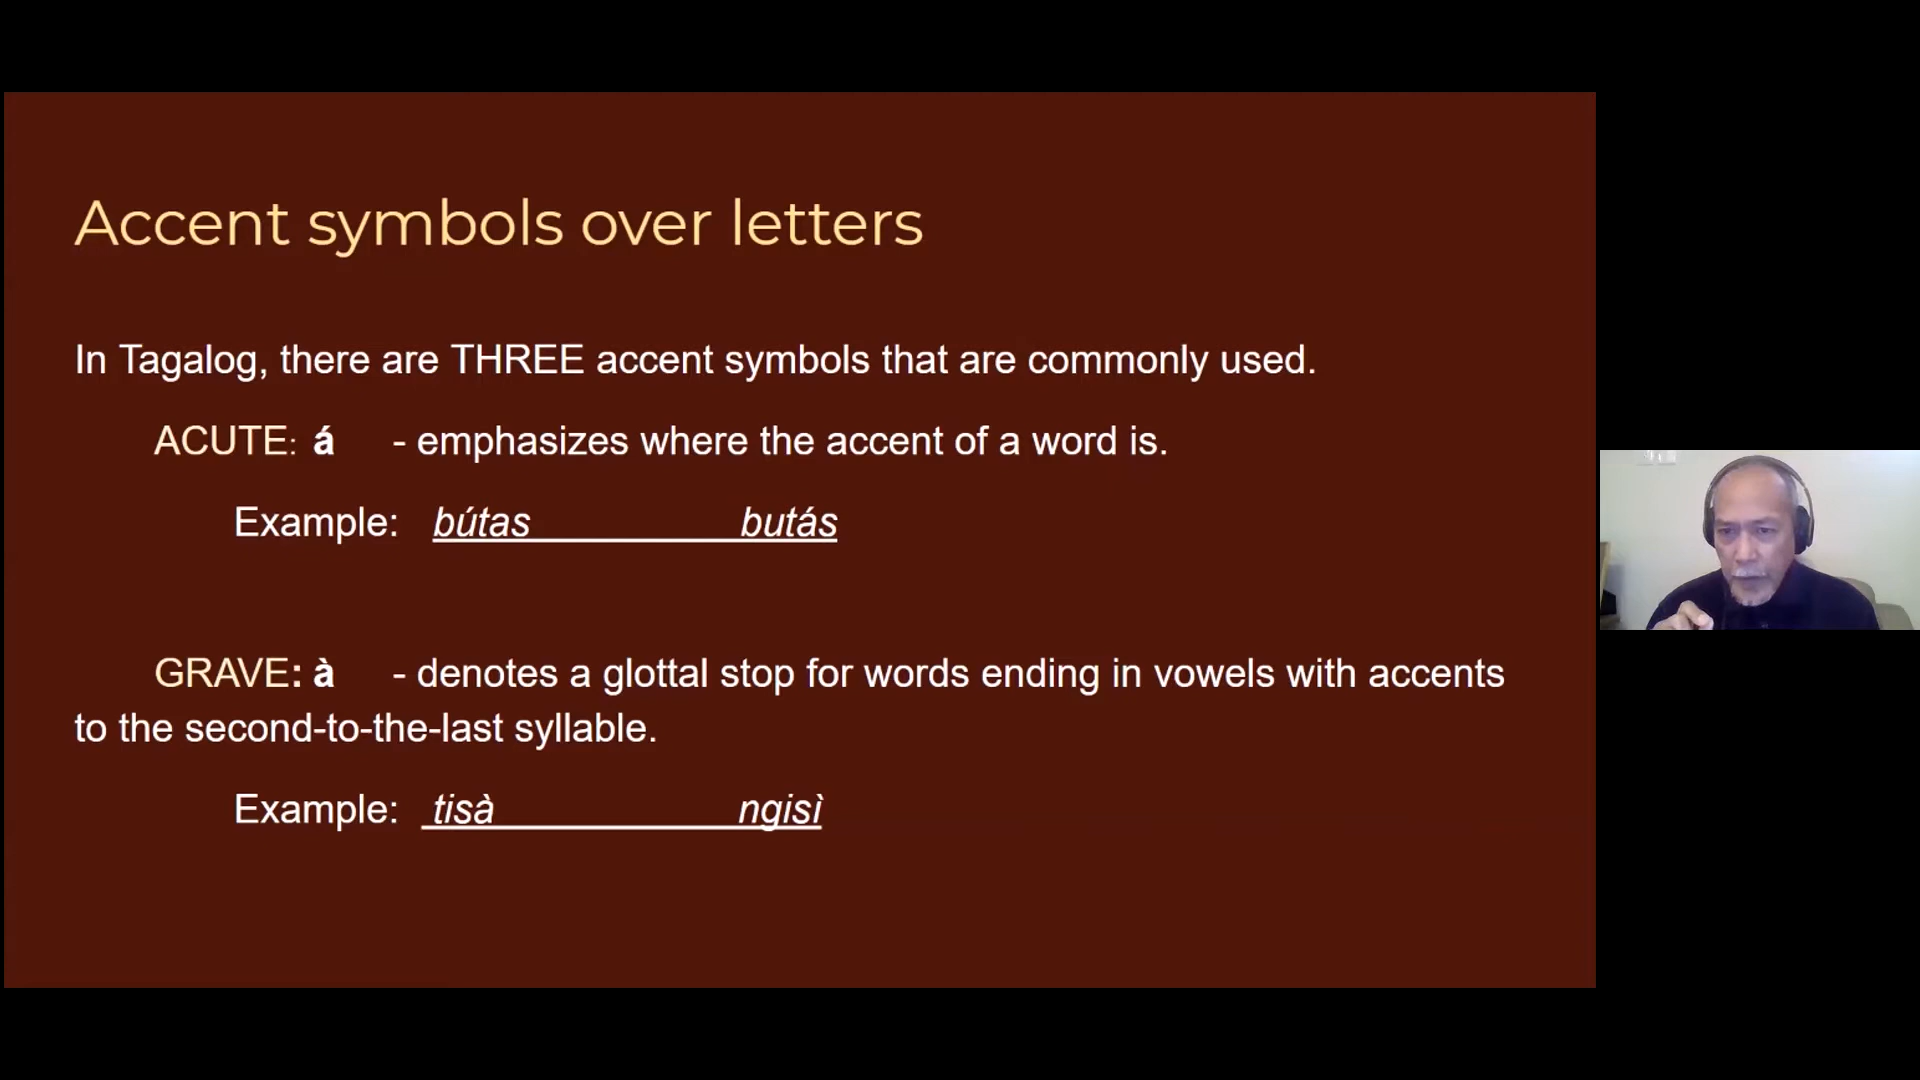 Accent symbols over letters
In Tagalog, there are THREE accent symbols that are commonly used.
ACUTE: á - emphasizes where the accent of a word is.
Example: bútas butás
GRAVE: à - denotes a glottal stop for words ending in vowels with accents
to the second-to-the-last syllable.
Example: tisà ngisì